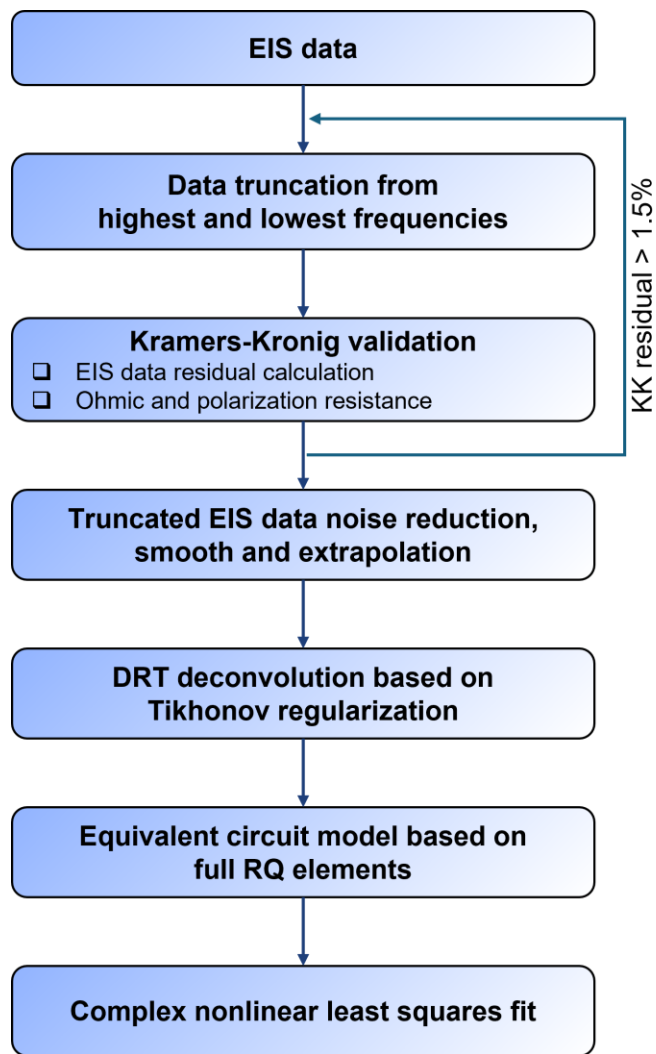 EIS data
Data truncation from
highest and lowest frequencies
KK residual > 1.5%
Kramers-Kronig validation
❑ EIS data residual calculation
❑ Ohmic and polarization resistance
Truncated EIS data noise reduction,
smooth and extrapolation
DRT deconvolution based on
Tikhonov regularization
Equivalent circuit model based on
full RQ elements
Complex nonlinear least squares fit